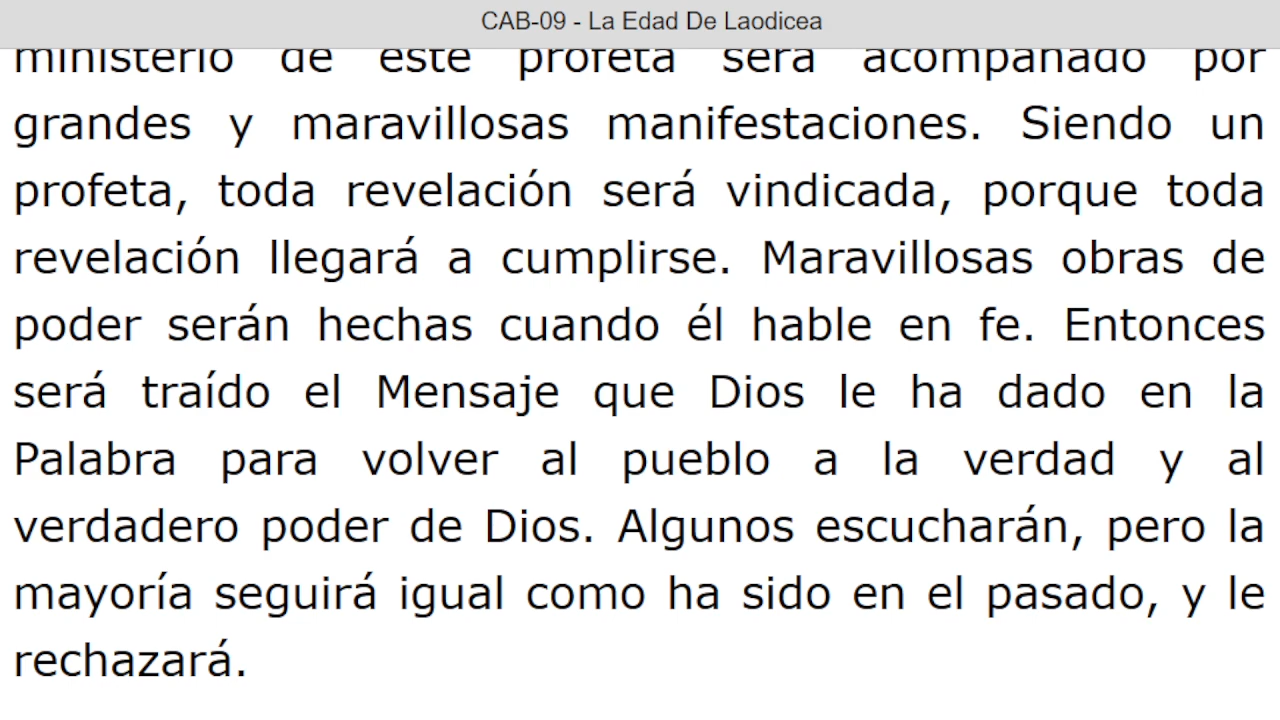 CAB-09 - La Edad De Laodicea
ministerio de este profeta será acompañado por
grandes y maravillosas manifestaciones. Siendo un
profeta, toda revelación será vindicada, porque toda
revelación llegará a cumplirse. Maravillosas obras de
poder serán hechas cuando él hable en fe. Entonces
será traído el Mensaje que Dios le ha dado en la
Palabra para volver al pueblo a la verdad y al
verdadero poder de Dios. Algunos escucharán, pero la
mayoría seguirá igual como ha sido en el pasado, y le
rechazará.